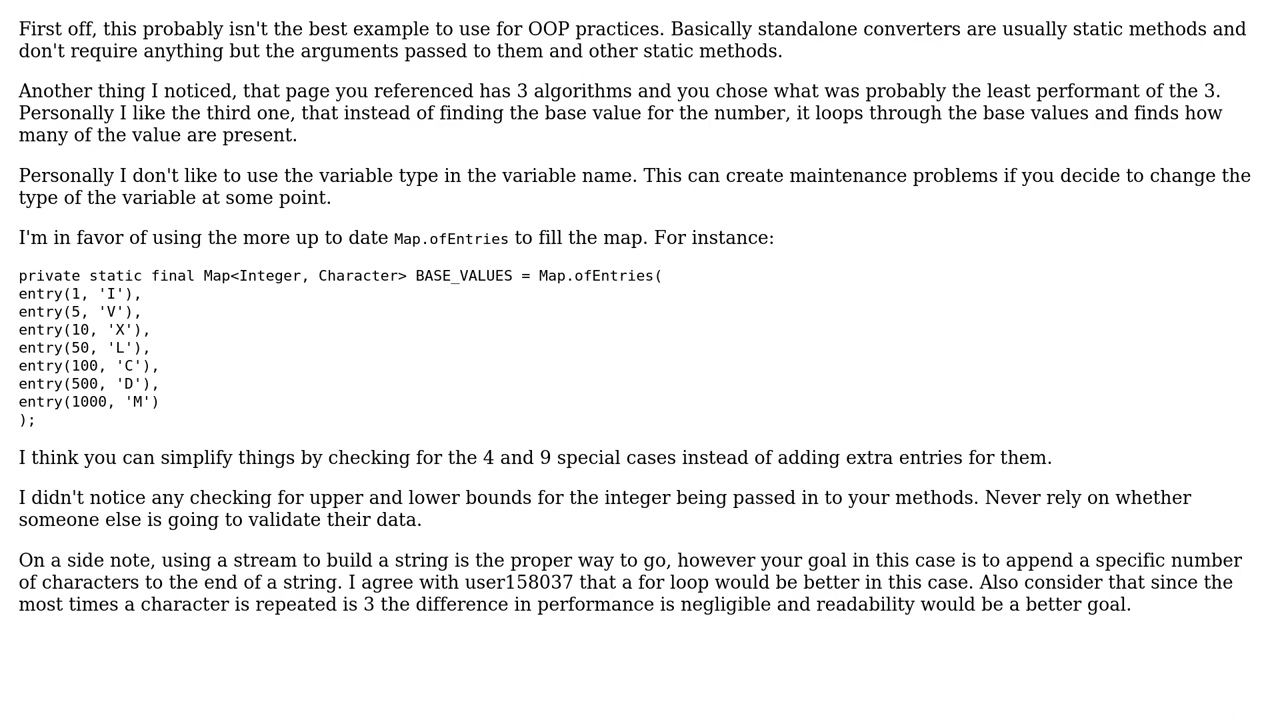 First off, this probably isn't the best example to use for OOP practices. Basically standalone converters are usually static methods and
don't require anything but the arguments passed to them and other static methods.
Another thing I noticed, that page you referenced has 3 algorithms and you chose what was probably the least performant of the 3.
Personally I like the third one, that instead of finding the base value for the number, it loops through the base values and finds how
many of the value are present.
Personally I don't like to use the variable type in the variable name. This can create maintenance problems if you decide to change the
type of the variable at some point.
I'm in favor of using the more up to date Map.ofEntries to fill the map. For instance:
private static final Map<Integer, Character> BASE_VALUES = Map.ofEntries(
entry(1, 'I'),
entry(5, 'V'),
entry(10, 'X'),
entry(50, 'L'),
entry(100, 'C'),
entry(500, 'D'),
entry(1000, 'M')
);
I think you can simplify things by checking for the 4 and 9 special cases instead of adding extra entries for them.
I didn't notice any checking for upper and lower bounds for the integer being passed in to your methods. Never rely on whether
someone else is going to validate their data.
On a side note, using a stream to build a string is the proper way to go, however your goal in this case is to append a specific number
of characters to the end of a string. I agree with user158037 that a for loop would be better in this case. Also consider that since the
most times a character is repeated is 3 the difference in performance is negligible and readability would be a better goal.